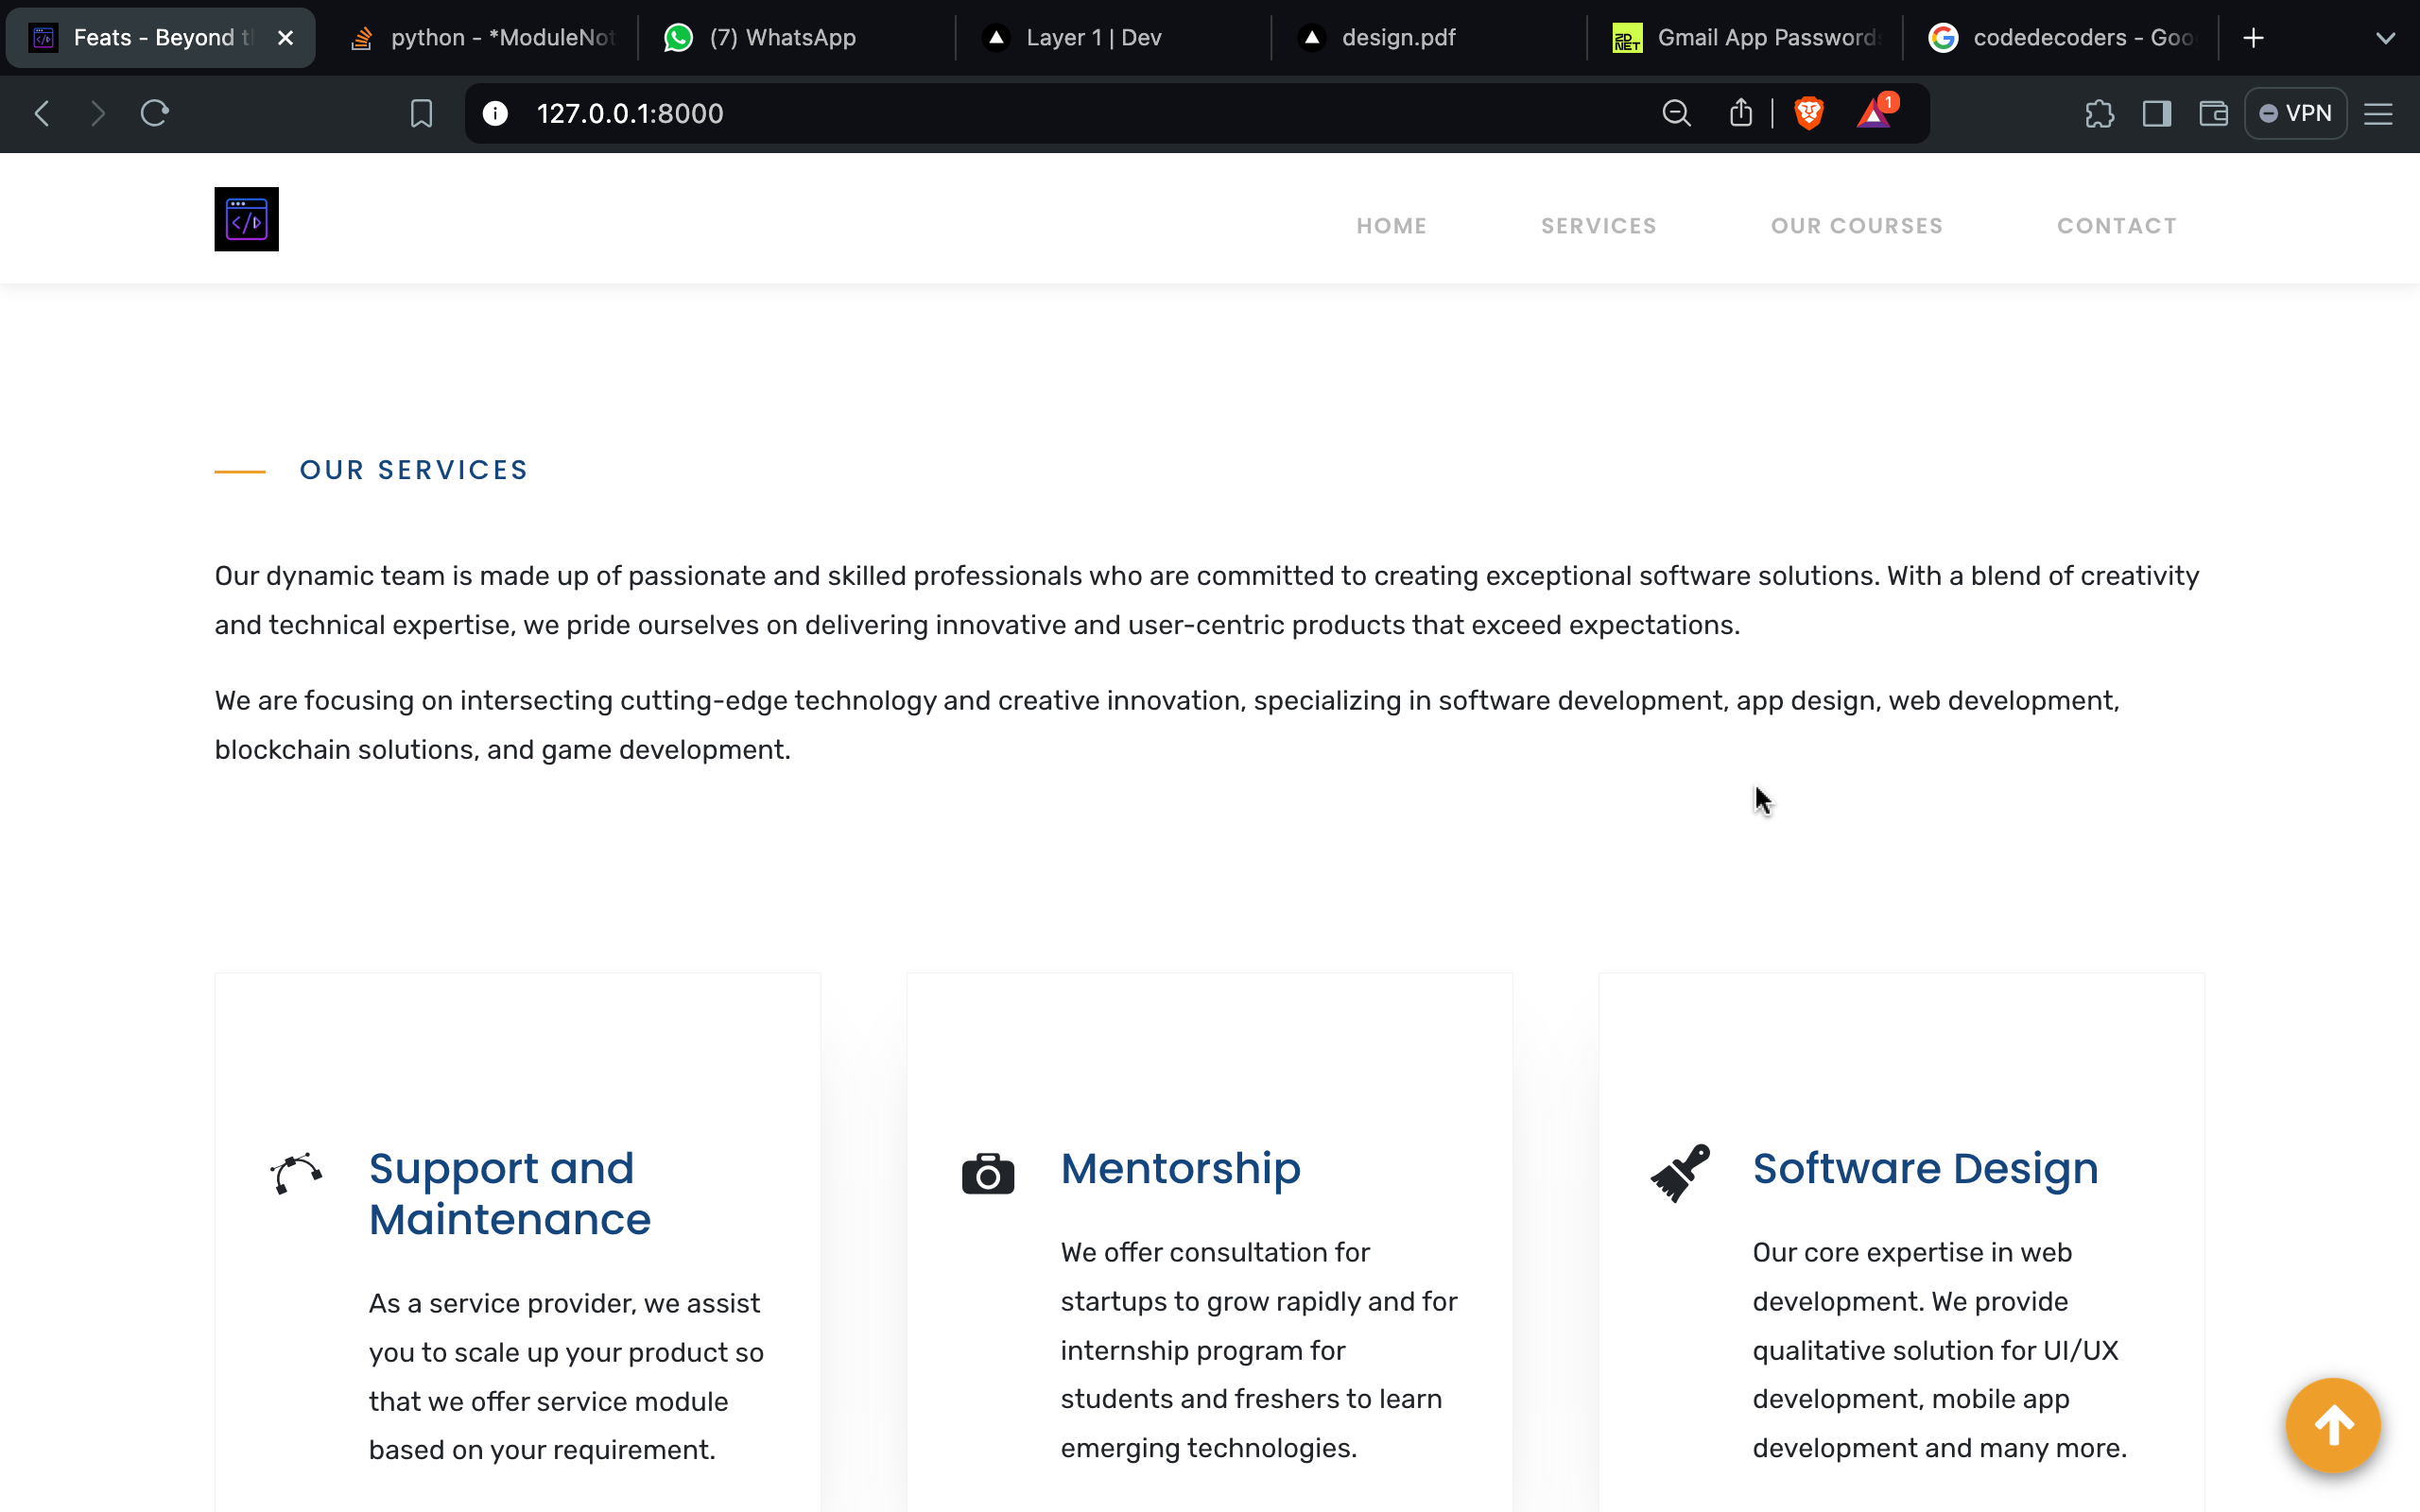 Feats - Beyond t
python - *ModuleNot
(7) WhatsApp
Layer 1 | Dev
design.pdf
ZDNET
Gmail App Password
codedecoders - Goo
127.0.0.1:8000
1
VPN
</>
HOME
SERVICES
OUR COURSES
CONTACT
OUR SERVICES
Our dynamic team is made up of passionate and skilled professionals who are committed to creating exceptional software solutions. With a blend of creativity
and technical expertise, we pride ourselves on delivering innovative and user-centric products that exceed expectations.
We are focusing on intersecting cutting-edge technology and creative innovation, specializing in software development, app design, web development,
blockchain solutions, and game development.
Support and
Maintenance
As a service provider, we assist
you to scale up your product so
that we offer service module
based on your requirement.
Mentorship
We offer consultation for
startups to grow rapidly and for
internship program for
students and freshers to learn
emerging technologies.
Software Design
Our core expertise in web
development. We provide
qualitative solution for UI/UX
development, mobile app
development and many more.